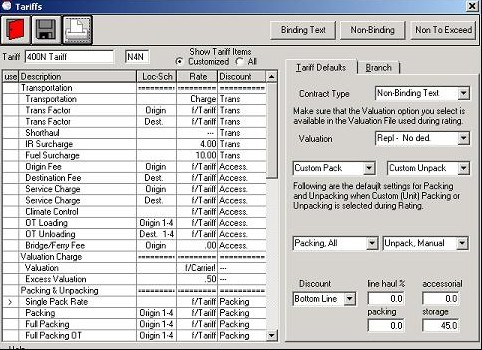 Tariffs
Binding Text Non-Binding Non To Exceed
Tariff 400N Tariff N4N Show Tariff Items
Customized All
use Description Loc-Sch Rate Discount
Transportation ========== ========= ==========
Transportation Charge Trans
Trans Factor Origin f/Tariff Trans
Trans Factor Dest. f/Tariff Trans
Shorthaul --- Trans
IR Surcharge 4.00 Trans
Fuel Surcharge 10.00 Trans
Origin Fee Origin f/Tariff Access.
Destination Fee Dest. f/Tariff Access.
Service Charge Origin f/Tariff Access.
Service Charge Dest. f/Tariff Access.
Climate Control f/Tariff Access.
OT Loading Origin 1-4 f/Tariff Access.
OT Unloading Dest. 1-4 f/Tariff Access.
Bridge/Ferry Fee Origin .00 Access.
Valuation Charge ========== ========= ==========
Valuation f/Carrier! ---
Excess Valuation .50 ---
Packing & Unpacking ========== ========= ==========
> Single Pack Rate f/Tariff Packing
Packing Origin 1-4 f/Tariff Packing
Full Packing Origin 1-4 f/Tariff Packing
Full Packing OT Origin 1-4 f/Tariff Packing
Tariff Defaults Branch
Contract Type Non-Binding Text
Make sure that the Valuation option you select is
available in the Valuation File used during rating.
Valuation Repl - No ded.
Custom Pack Custom Unpack
Following are the default settings for Packing
and Unpacking when Custom (Unit) Packing or
Unpacking is selected during Rating.
Packing, All Unpack, Manual
Discount line haul % accessorial
Bottom Line 0.0 0.0
packing storage
0.0 45.0